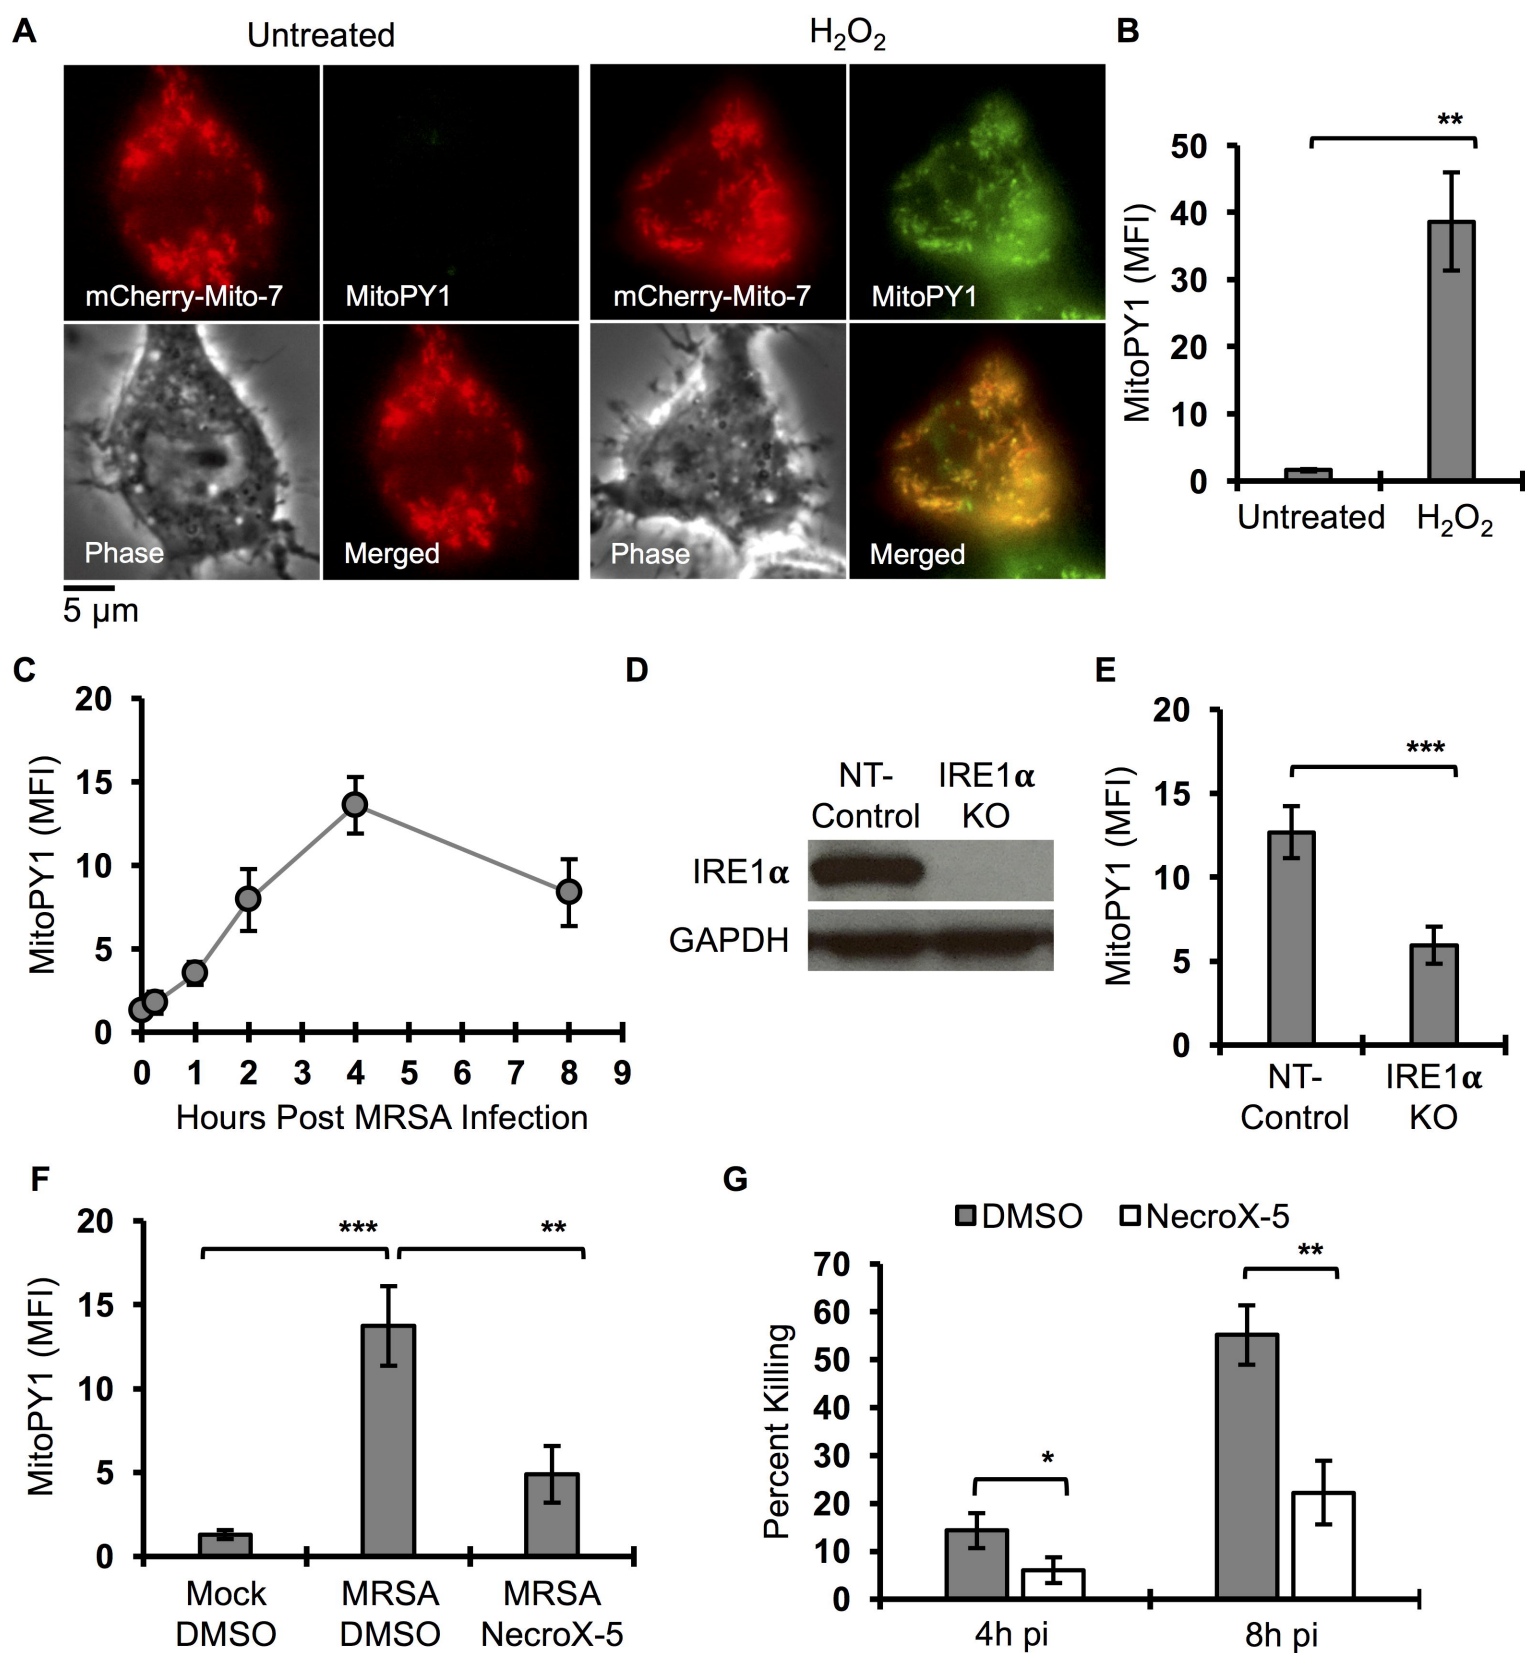 A
Untreated
H₂O₂
mCherry-Mito-7
MitoPY1
mCherry-Mito-7
MitoPY1
Phase
Merged
Phase
Merged
5 µm
B
**
MitoPY1 (MFI)
50
40
30
20
10
0
Untreated
H₂O₂
C
MitoPY1 (MFI)
20
15
10
5
0
0 1 2 3 4 5 6 7 8 9
Hours Post MRSA Infection
D
NT-
Control
IRE1α
KO
IRE1α
GAPDH
E
***
MitoPY1 (MFI)
20
15
10
5
0
NT-
Control
IRE1α
KO
F
***
**
MitoPY1 (MFI)
20
15
10
5
0
Mock
DMSO
MRSA
DMSO
MRSA
NecroX-5
G
DMSO
NecroX-5
**
*
Percent Killing
70
60
50
40
30
20
10
0
4h pi
8h pi